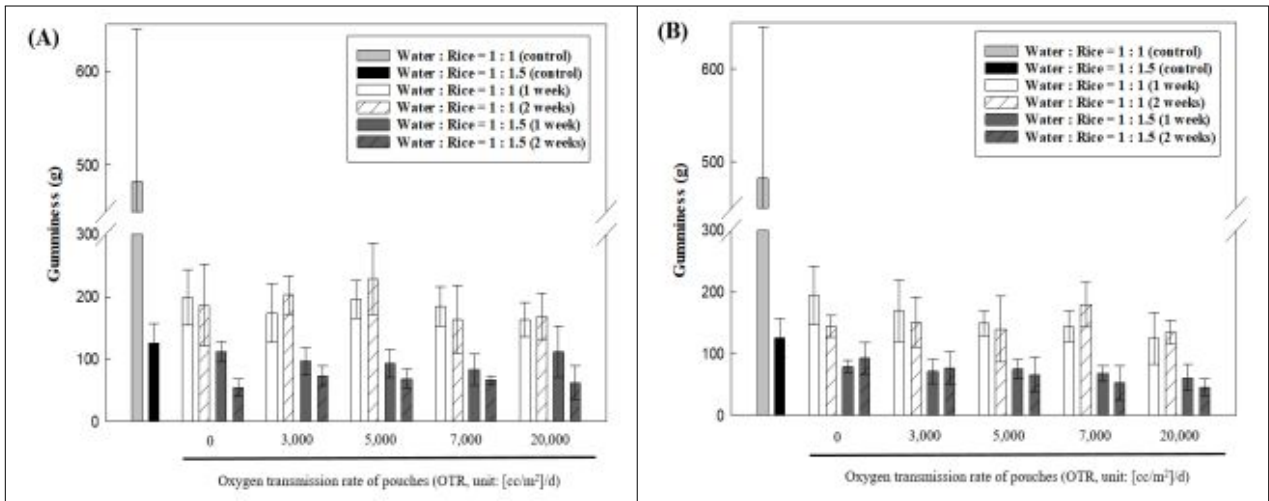 (A)
Water : Rice = 1 : 1 (control)
Water : Rice = 1 : 1.5 (control)
Water : Rice = 1 : 1 (1 week)
Water : Rice = 1 : 1 (2 weeks)
Water : Rice = 1 : 1.5 (1 week)
Water : Rice = 1 : 1.5 (2 weeks)
Gumminess (g)
600
500
300
200
100
0
0 3,000 5,000 7,000 20,000
Oxygen transmission rate of pouches (OTR, unit: [cc/m²]/d)
(B)
Water : Rice = 1 : 1 (control)
Water : Rice = 1 : 1.5 (control)
Water : Rice = 1 : 1 (1 week)
Water : Rice = 1 : 1 (2 weeks)
Water : Rice = 1 : 1.5 (1 week)
Water : Rice = 1 : 1.5 (2 weeks)
Gumminess (g)
600
500
300
200
100
0
0 3,000 5,000 7,000 20,000
Oxygen transmission rate of pouches (OTR, unit: [cc/m²]/d)